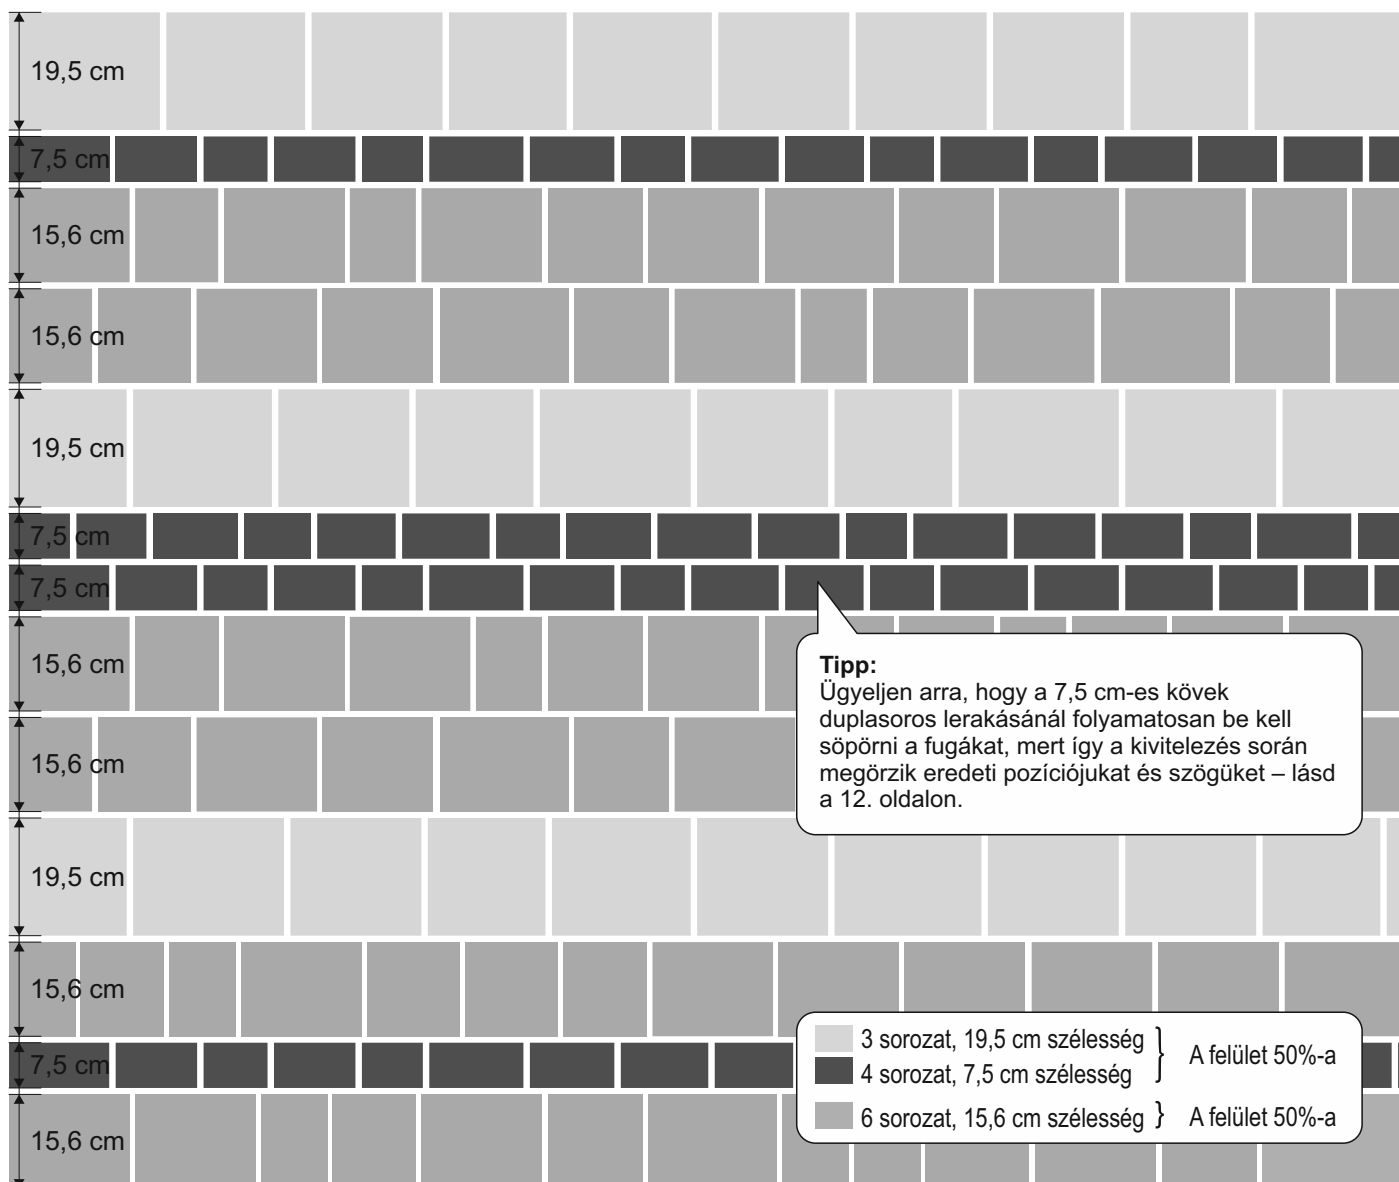 19,5 cm
7,5 cm
15,6 cm
15,6 cm
19,5 cm
7,5 cm
7,5 cm
15,6 cm
Tipp:
Ügyeljen arra, hogy a 7,5 cm-es kövek
duplasoros lerakásánál folyamatosan be kell
söpörni a fugákat, mert így a kivitelezés során
megörzik eredeti pozíciójukat és szögüket – lásd
a 12. oldalon.
15,6 cm
19,5 cm
15,6 cm
7,5 cm
15,6 cm
3 sorozat, 19,5 cm szélesség } A felület 50%-a
4 sorozat, 7,5 cm szélesség
6 sorozat, 15,6 cm szélesség } A felület 50%-a